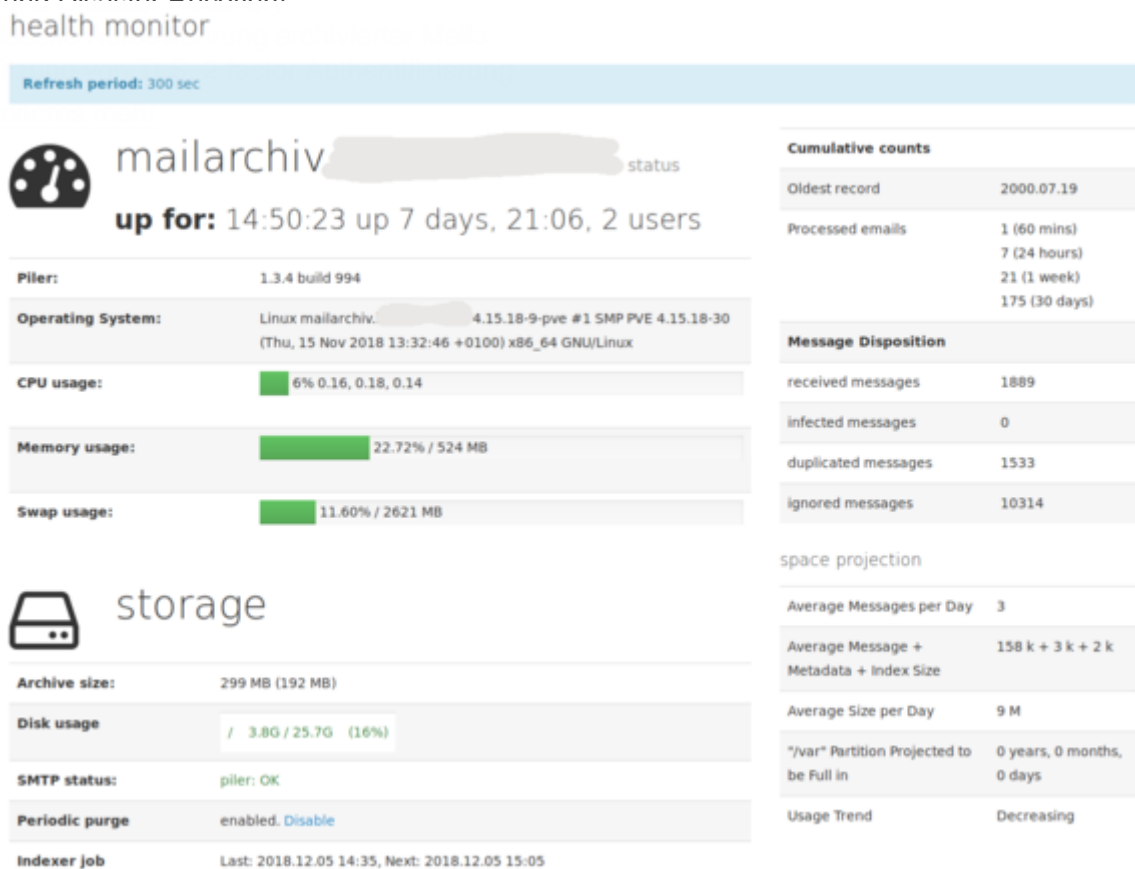 health monitor
Refresh period: 300 sec
mailarchiv
status
up for: 14:50:23 up 7 days, 21:06, 2 users
Piler: 1.3.4 build 994
Operating System: Linux mailarchiv. 4.15.18-9-pve #1 SMP PVE 4.15.18-30
(Thu, 15 Nov 2018 13:32:46 +0100) x86_64 GNU/Linux
CPU usage: 6% 0.16, 0.18, 0.14
Memory usage: 22.72% / 524 MB
Swap usage: 11.60% / 2621 MB
storage
Archive size: 299 MB (192 MB)
Disk usage / 3.8G / 25.7G (16%)
SMTP status: piler: OK
Periodic purge enabled. Disable
Indexer job Last: 2018.12.05 14:35, Next: 2018.12.05 15:05
Cumulative counts
Oldest record 2000.07.19
Processed emails 1 (60 mins)
7 (24 hours)
21 (1 week)
175 (30 days)
Message Disposition
received messages 1889
infected messages 0
duplicated messages 1533
ignored messages 10314
space projection
Average Messages per Day 3
Average Message + 158 k + 3 k + 2 k
Metadata + Index Size
Average Size per Day 9 M
"/var" Partition Projected to 0 years, 0 months,
be Full in 0 days
Usage Trend Decreasing